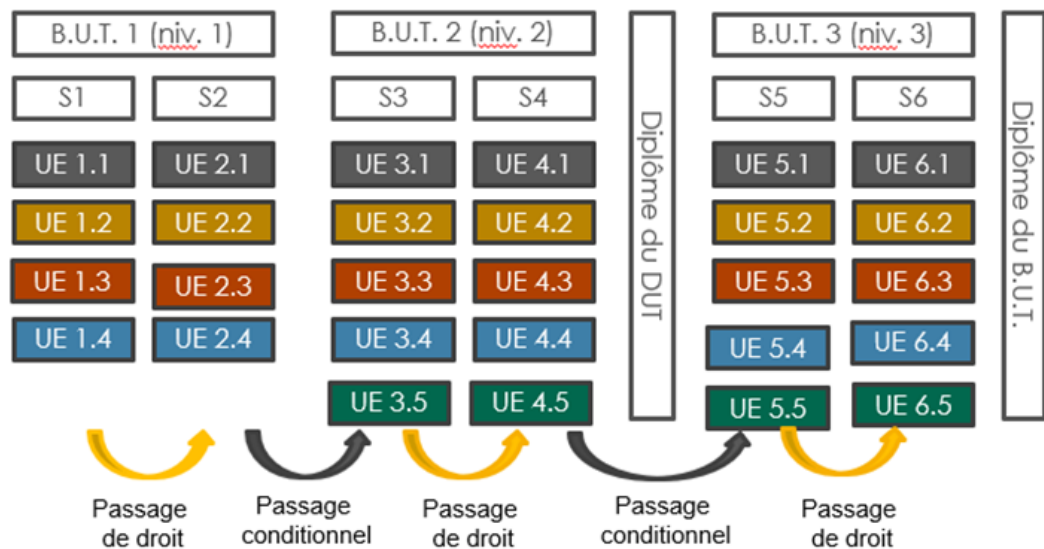 B.U.T. 1 (niv. 1)
B.U.T. 2 (niv. 2)
B.U.T. 3 (niv. 3)
S1
S2
S3
S4
S5
S6
UE 1.1
UE 2.1
UE 3.1
UE 4.1
UE 5.1
UE 6.1
UE 1.2
UE 2.2
UE 3.2
UE 4.2
UE 5.2
UE 6.2
UE 1.3
UE 2.3
UE 3.3
UE 4.3
UE 5.3
UE 6.3
UE 1.4
UE 2.4
UE 3.4
UE 4.4
UE 5.4
UE 6.4
UE 3.5
UE 4.5
UE 5.5
UE 6.5
Diplôme du DUT
Diplôme du B.U.T.
Passage
de droit
Passage
conditionnel
Passage
de droit
Passage
conditionnel
Passage
de droit